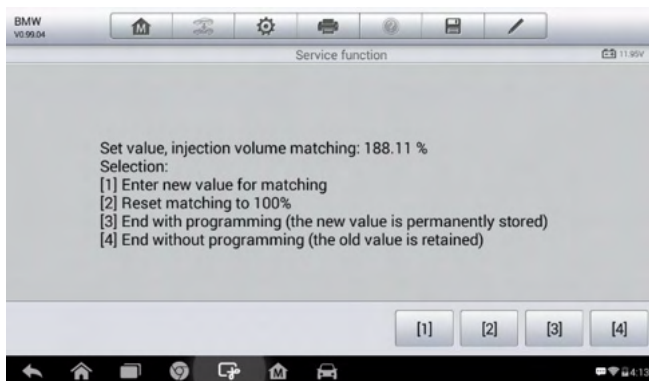 BMW
V0.99.04
Service function
11.95V
Set value, injection volume matching: 188.11 %
Selection:
[1] Enter new value for matching
[2] Reset matching to 100%
[3] End with programming (the new value is permanently stored)
[4] End without programming (the old value is retained)
[1] [2] [3] [4]
4:13